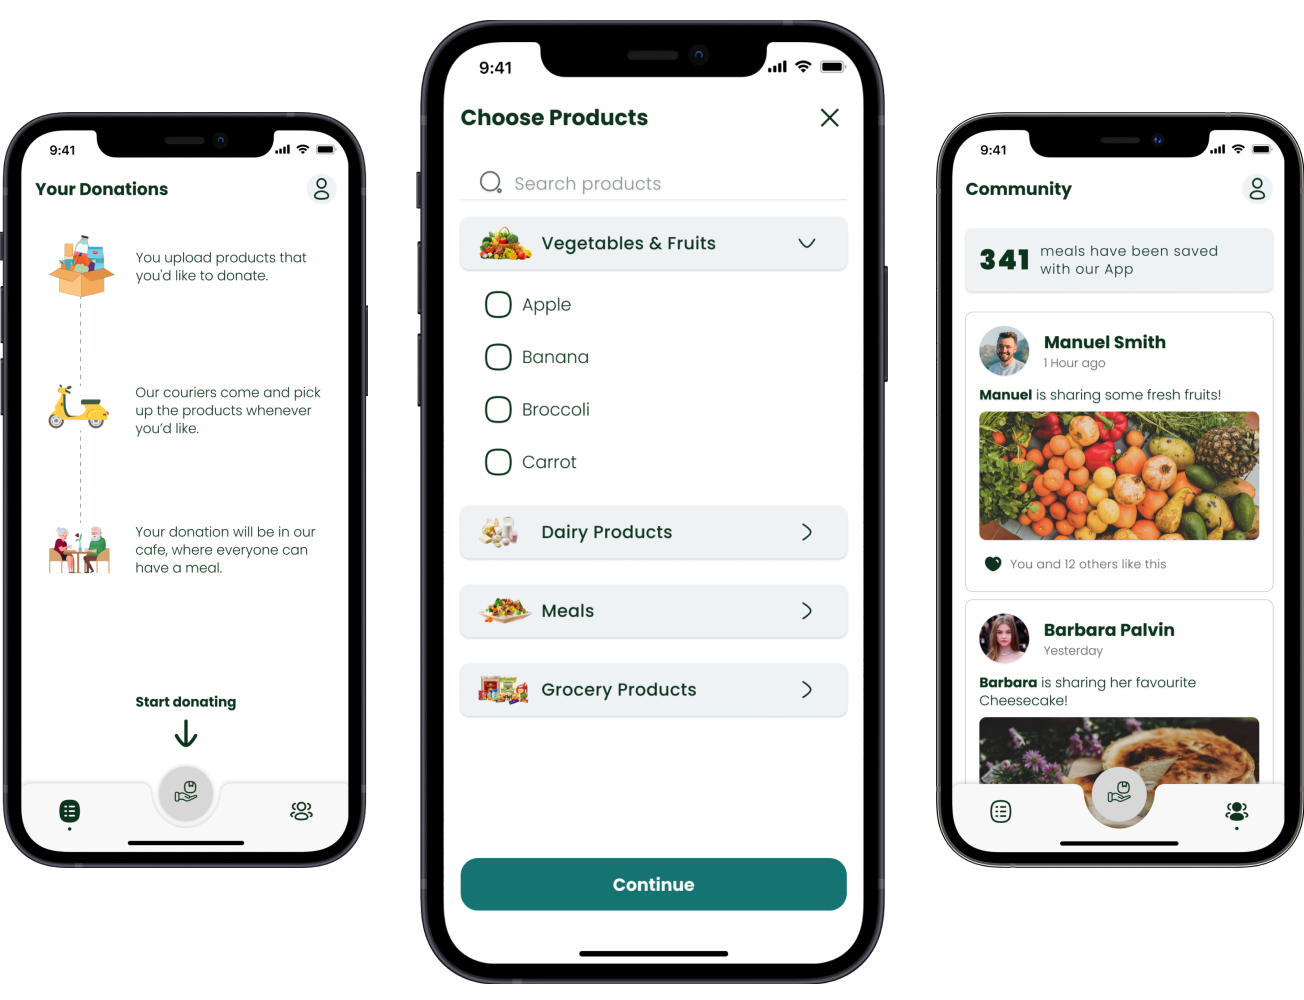 9:41
Your Donations
You upload products that
you'd like to donate.
Our couriers come and pick
up the products whenever
you'd like.
Your donation will be in our
cafe, where everyone can
have a meal.
Start donating
9:41
Choose Products
Search products
Vegetables & Fruits
Apple
Banana
Broccoli
Carrot
Dairy Products
Meals
Grocery Products
Continue
9:41
Community
341 meals have been saved
with our App
Manuel Smith
1 Hour ago
Manuel is sharing some fresh fruits!
You and 12 others like this
Barbara Palvin
Yesterday
Barbara is sharing her favourite
Cheesecake!